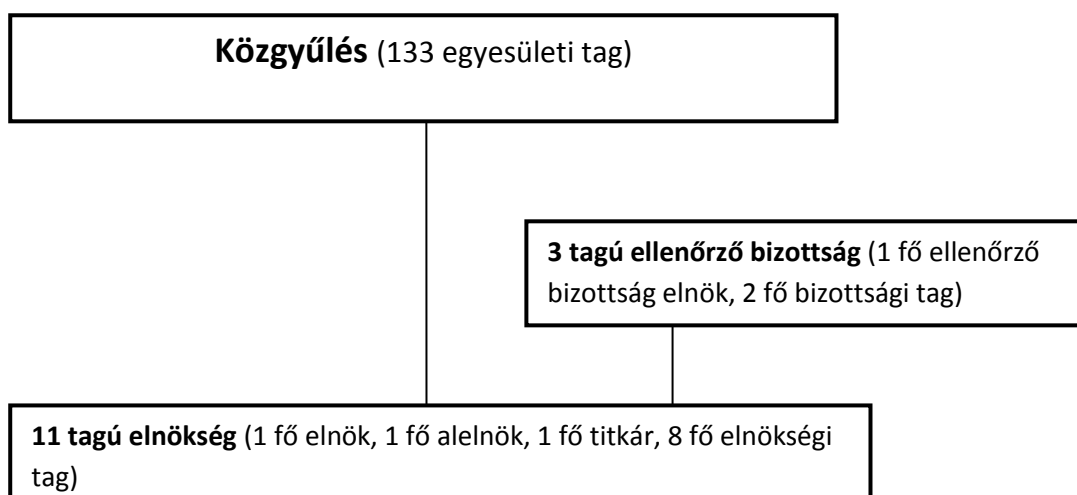 Közgyűlés (133 egyesületi tag)
3 tagú ellenőrző bizottság (1 fő ellenőrző
bizottság elnök, 2 fő bizottsági tag)
11 tagú elnökség (1 fő elnök, 1 fő alelnök, 1 fő titkár, 8 fő elnökségi
tag)